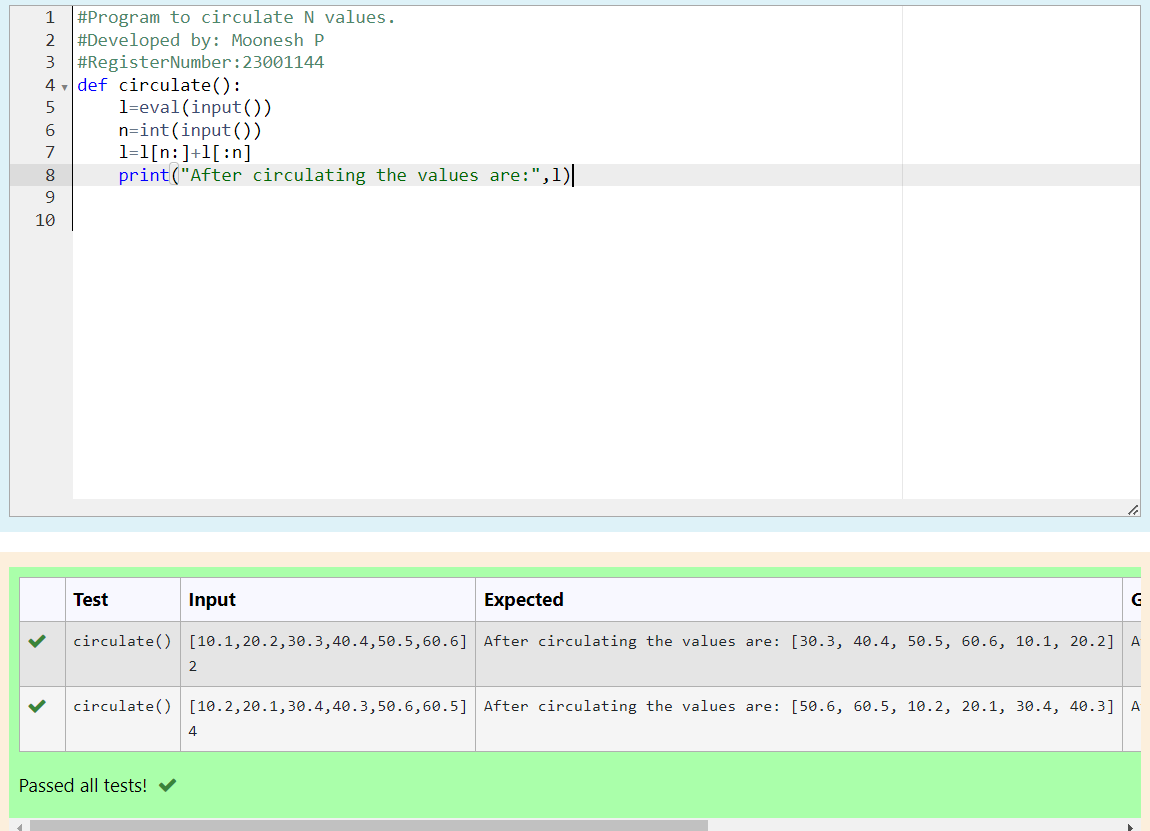 1 #Program to circulate N values.
2 #Developed by: Moonesh P
3 #RegisterNumber:23001144
4 def circulate():
5     l=eval(input())
6     n=int(input())
7     l=l[n:]+l[:n]
8     print("After circulating the values are:",l)
9
10
Test Input Expected G
circulate() [10.1,20.2,30.3,40.4,50.5,60.6] After circulating the values are: [30.3, 40.4, 50.5, 60.6, 10.1, 20.2] A
2
circulate() [10.2,20.1,30.4,40.3,50.6,60.5] After circulating the values are: [50.6, 60.5, 10.2, 20.1, 30.4, 40.3] A
4
Passed all tests!